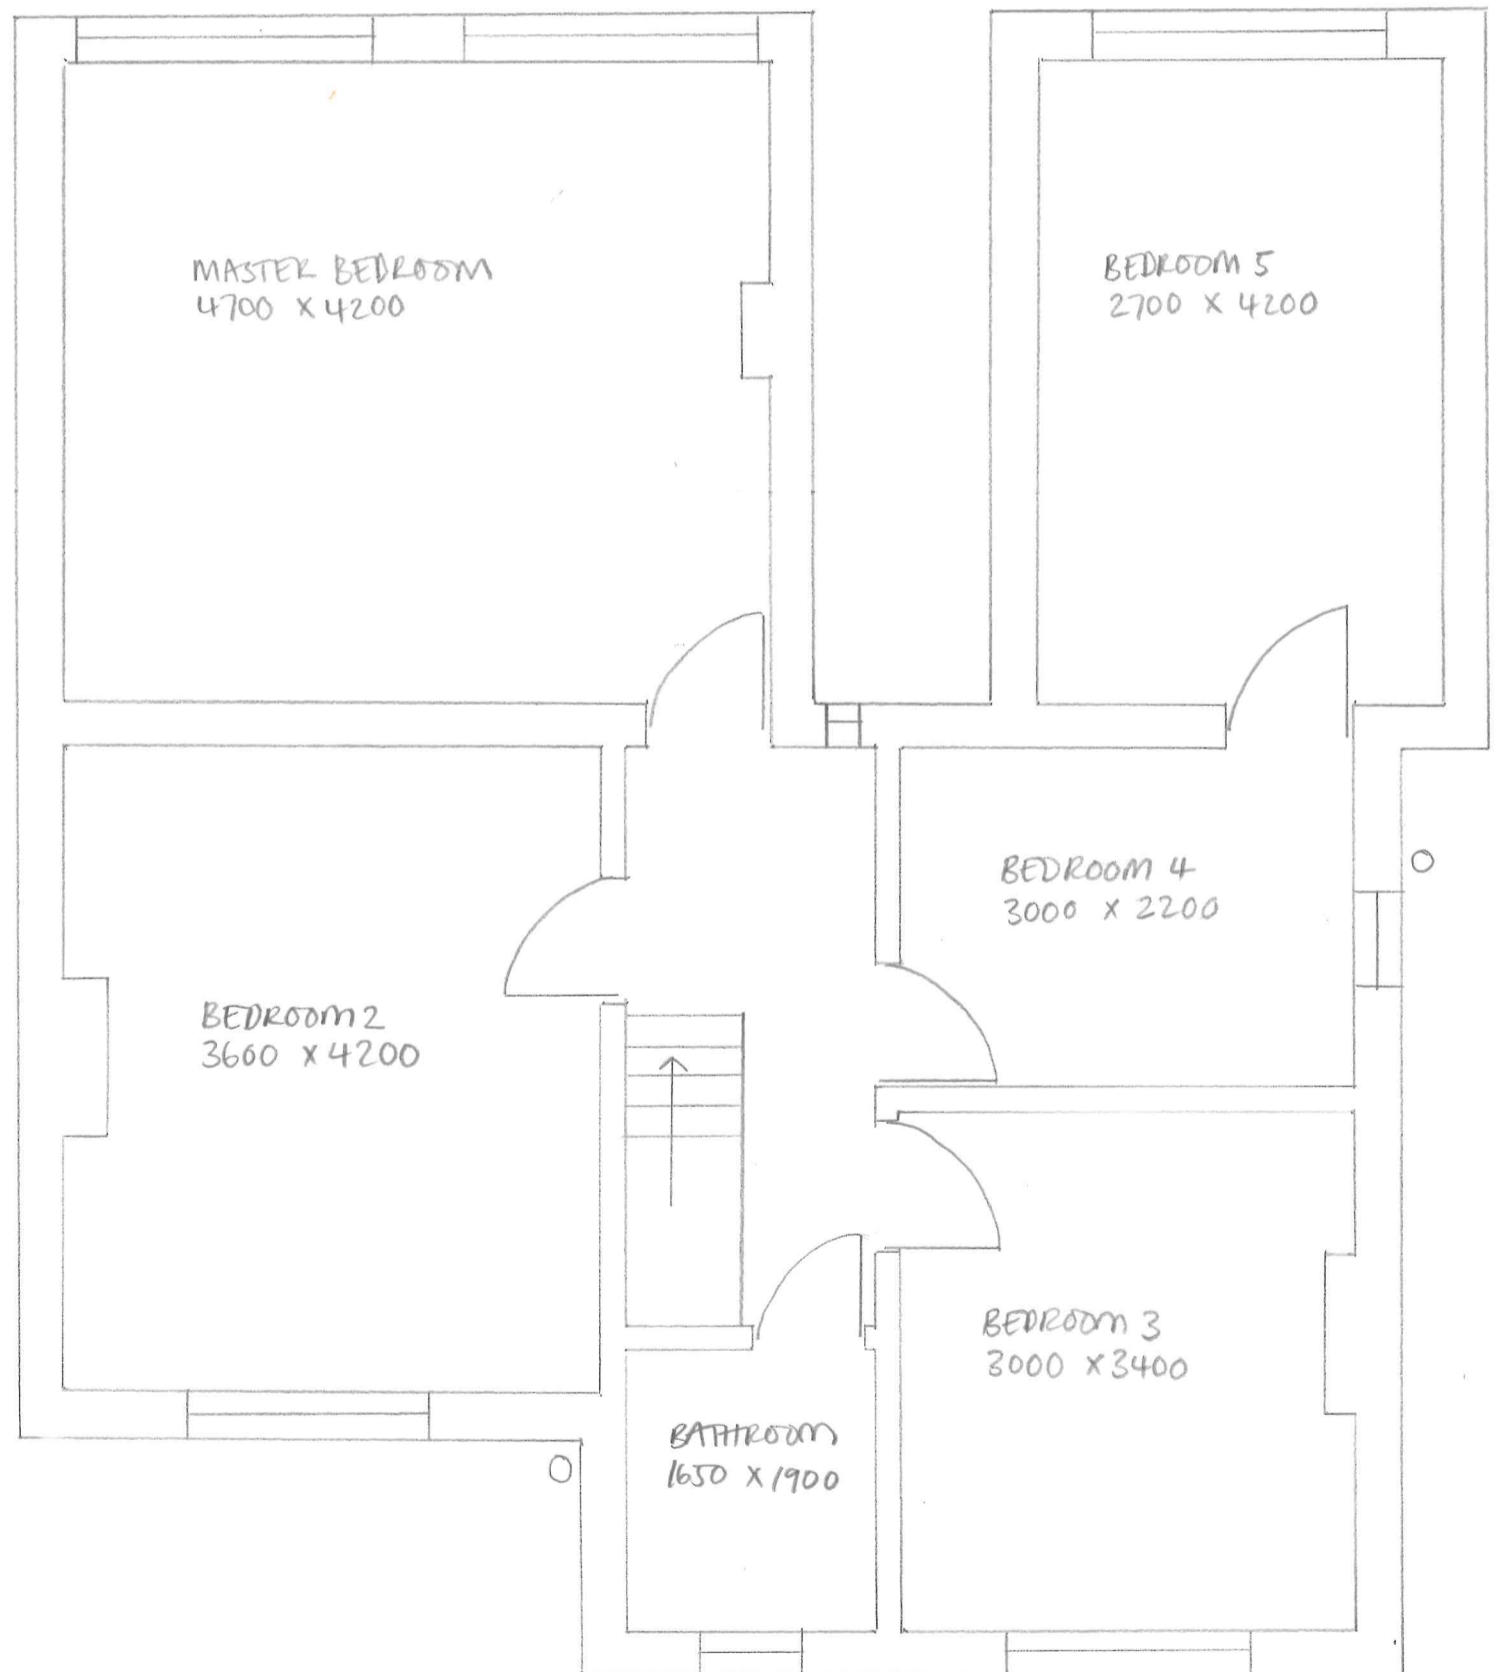 MASTER BEDROOM
4700 X 4200
BEDROOM 5
2700 X 4200
BEDROOM 4
3000 X 2200
BEDROOM 2
3600 X 4200
BEDROOM 3
3000 X 3400
BATHROOM
1650 X 1900